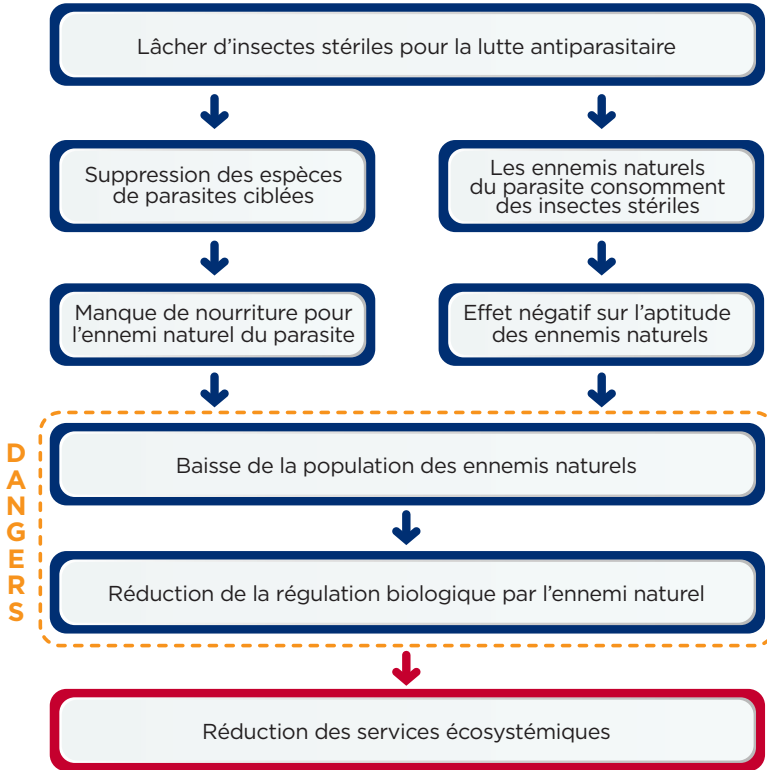 Lâcher d’insectes stériles pour la lutte antiparasitaire
Suppression des espèces
de parasites ciblées
Les ennemis naturels
du parasite consomment
des insectes stériles
Manque de nourriture pour
l’ennemi naturel du parasite
Effet négatif sur l’aptitude
des ennemis naturels
DANGERS
Baisse de la population des ennemis naturels
Réduction de la régulation biologique par l’ennemi naturel
Réduction des services écosystémiques